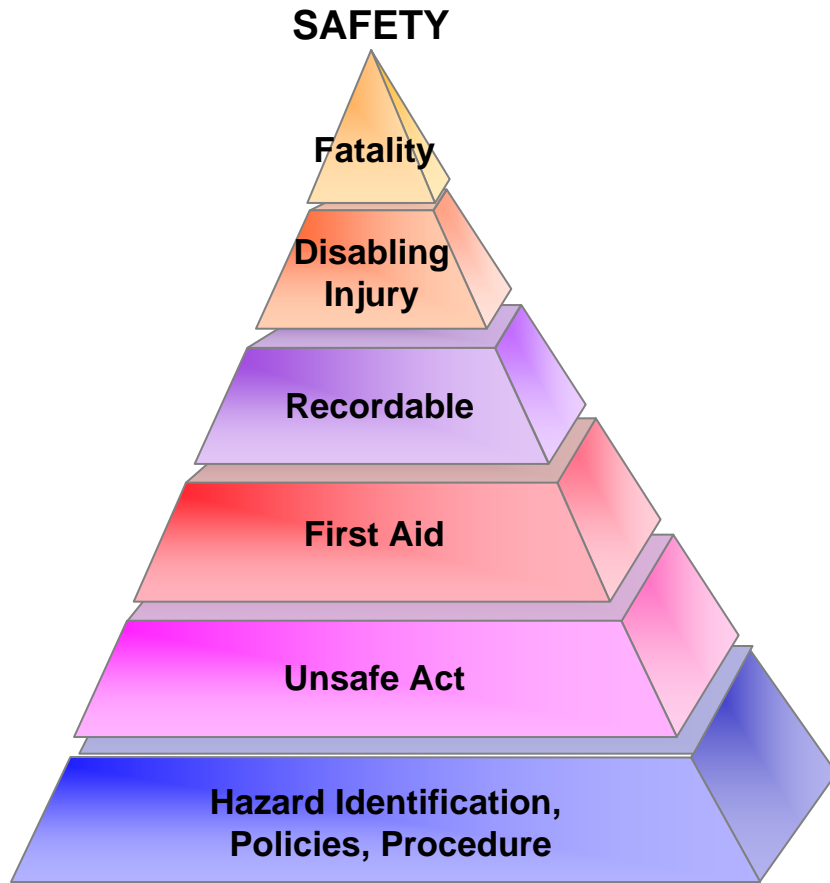 SAFETY
Fatality
Disabling
Injury
Recordable
First Aid
Unsafe Act
Hazard Identification,
Policies, Procedure